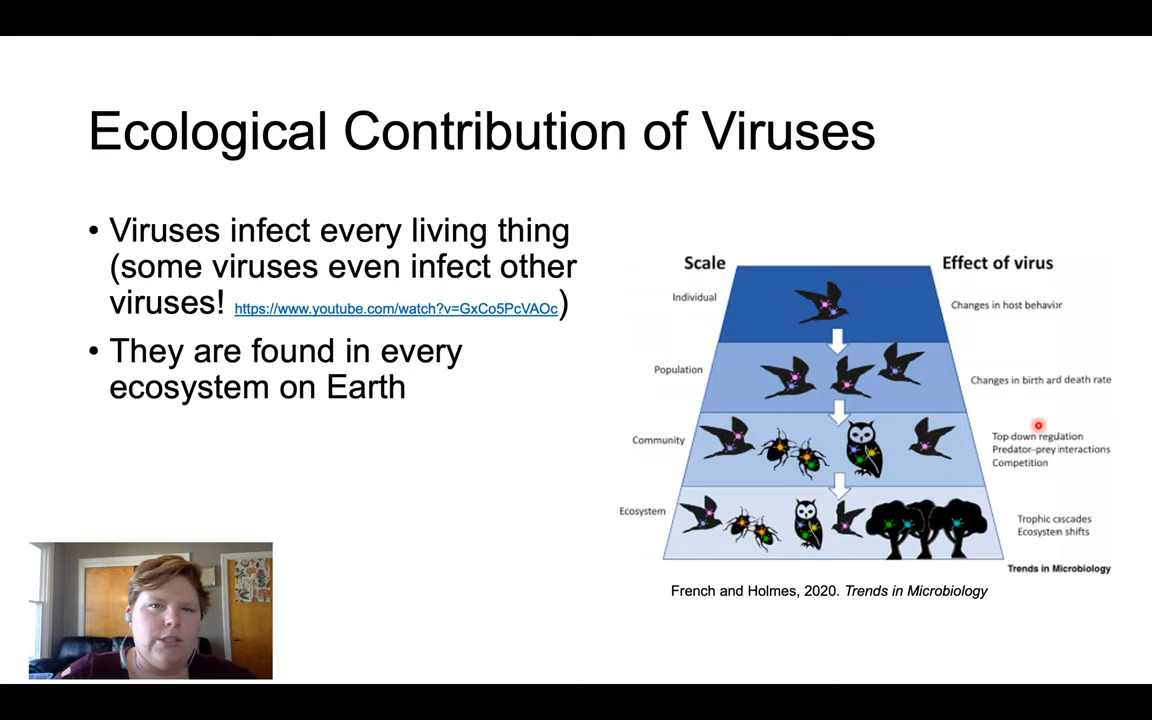 Ecological Contribution of Viruses
• Viruses infect every living thing
(some viruses even infect other
viruses! https://www.youtube.com/watch?v=GxCo5PcVAOc)
• They are found in every
ecosystem on Earth
Scale
Effect of virus
Individual
Changes in host behavior
Population
Changes in birth and death rate
Community
Top-down regulation
Predator–prey interactions
Competition
Ecosystem
Trophic cascades
Ecosystem shifts
Trends in Microbiology
French and Holmes, 2020. Trends in Microbiology